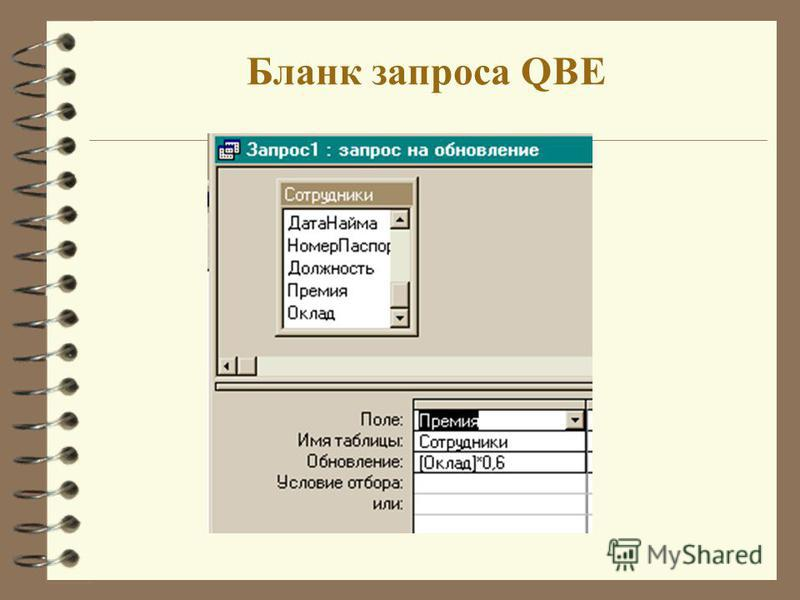 Бланк запроса QBE
Запрос1 : запрос на обновление
Сотрудники
ДатаНайма
НомерПаспор
Должность
Премия
Оклад
Поле: Премия
Имя таблицы: Сотрудники
Обновление: [Оклад]*0,6
Условие отбора:
или:
MyShared